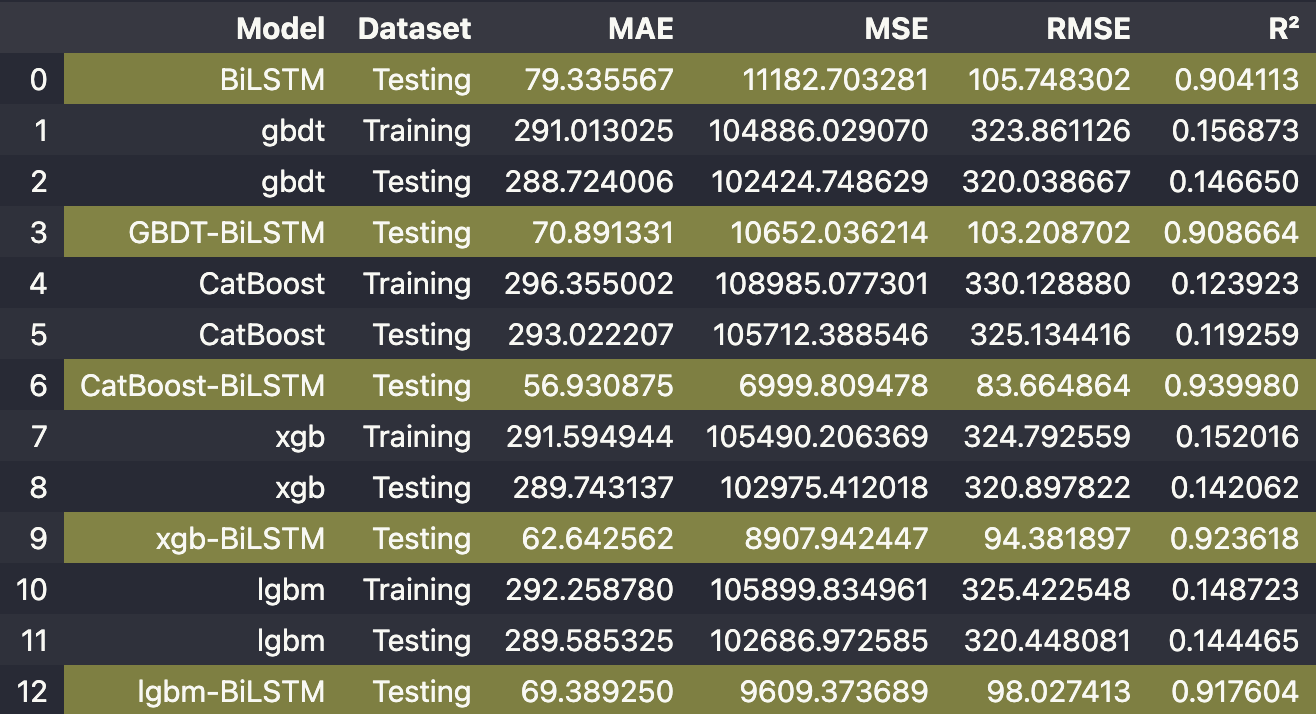 Model Dataset MAE MSE RMSE R²
0 BiLSTM Testing 79.335567 11182.703281 105.748302 0.904113
1 gbdt Training 291.013025 104886.029070 323.861126 0.156873
2 gbdt Testing 288.724006 102424.748629 320.038667 0.146650
3 GBDT-BiLSTM Testing 70.891331 10652.036214 103.208702 0.908664
4 CatBoost Training 296.355002 108985.077301 330.128880 0.123923
5 CatBoost Testing 293.022207 105712.388546 325.134416 0.119259
6 CatBoost-BiLSTM Testing 56.930875 6999.809478 83.664864 0.939980
7 xgb Training 291.594944 105490.206369 324.792559 0.152016
8 xgb Testing 289.743137 102975.412018 320.897822 0.142062
9 xgb-BiLSTM Testing 62.642562 8907.942447 94.381897 0.923618
10 lgbm Training 292.258780 105899.834961 325.422548 0.148723
11 lgbm Testing 289.585325 102686.972585 320.448081 0.144465
12 lgbm-BiLSTM Testing 69.389250 9609.373689 98.027413 0.917604